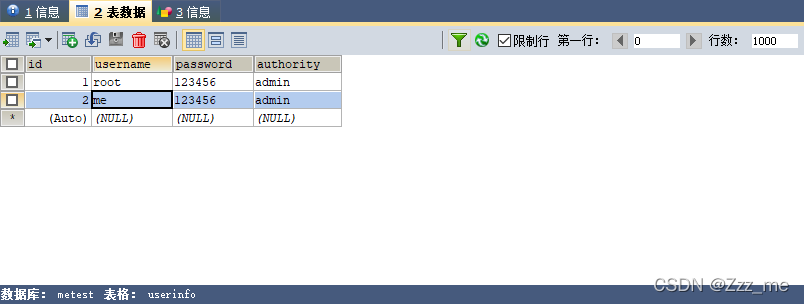 1 信息 2 表数据 3 信息
限制行 第一行： 0 行数： 1000
id username password authority
1 root 123456 admin
2 me 123456 admin
* (Auto) (NULL) (NULL) (NULL)
数据库： metest 表格： userinfo
CSDN @Zzz_me